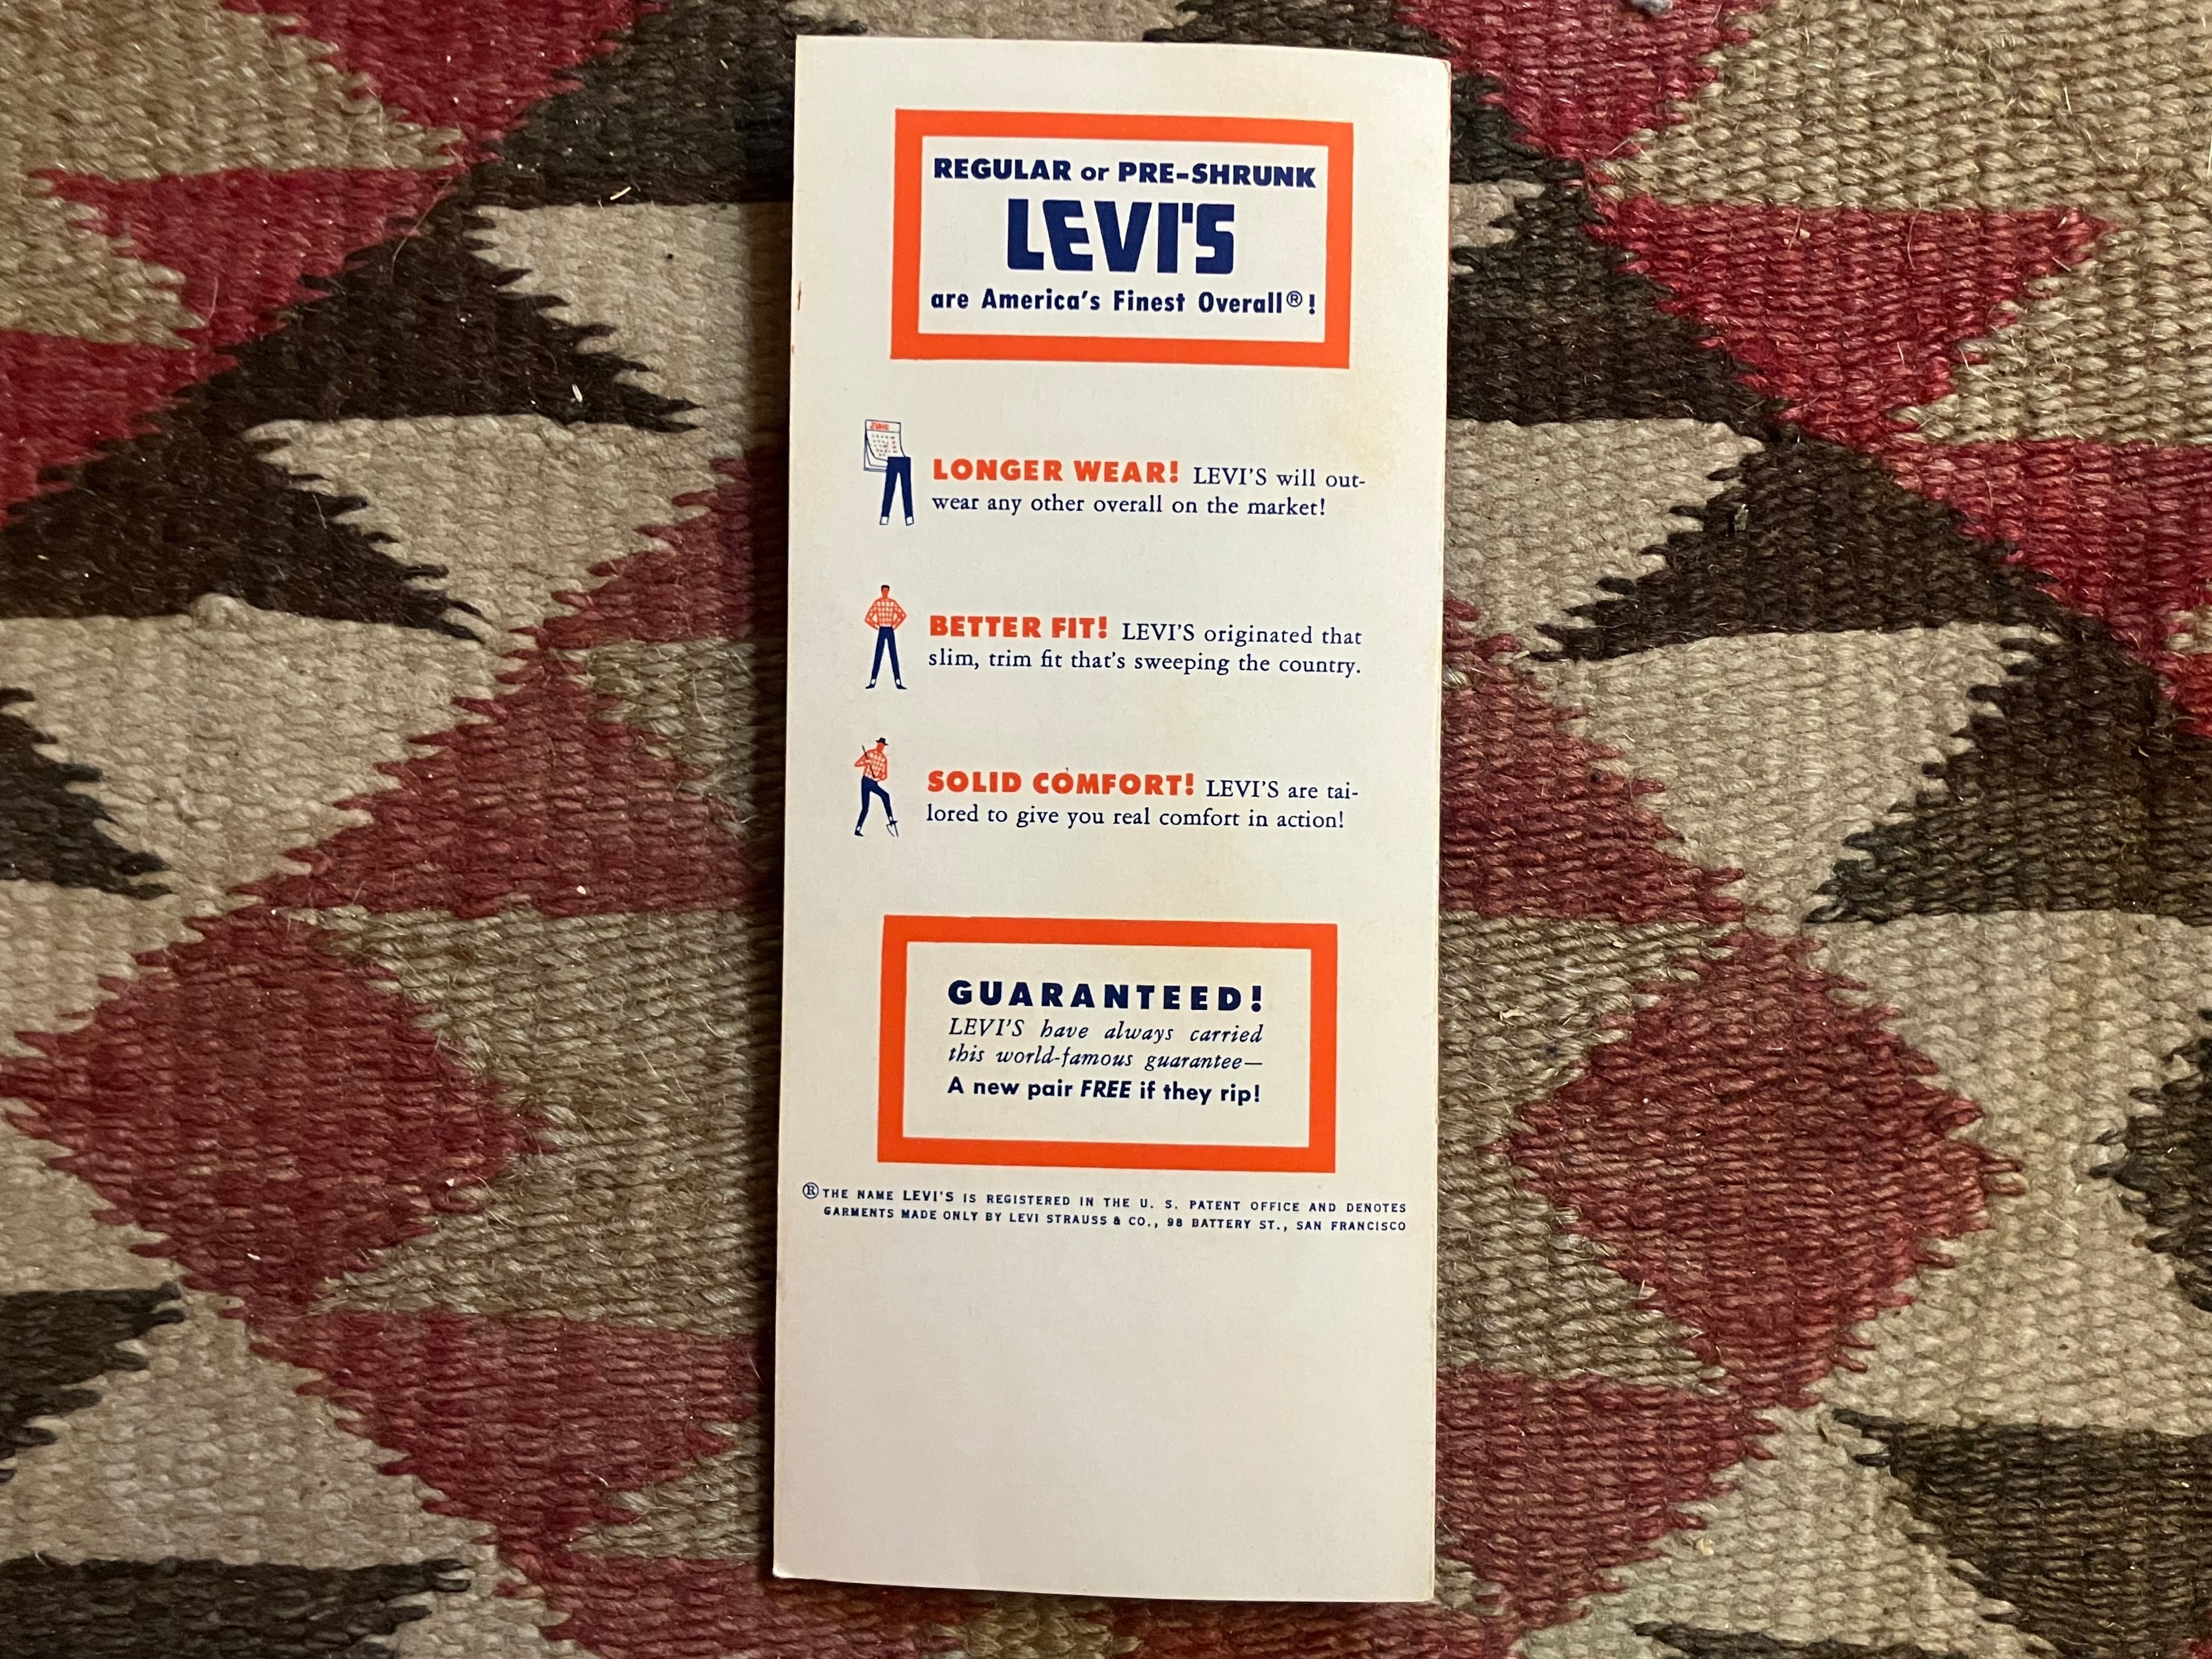 REGULAR or PRE-SHRUNK
LEVI'S
are America's Finest Overall®!
JUNE
LONGER WEAR! LEVI'S will out-
wear any other overall on the market!
BETTER FIT! LEVI'S originated that
slim, trim fit that's sweeping the country.
SOLID COMFORT! LEVI'S are tai-
lored to give you real comfort in action!
GUARANTEED!
LEVI'S have always carried
this world-famous guarantee—
A new pair FREE if they rip!
®THE NAME LEVI'S IS REGISTERED IN THE U. S. PATENT OFFICE AND DENOTES
GARMENTS MADE ONLY BY LEVI STRAUSS & CO., 98 BATTERY ST., SAN FRANCISCO